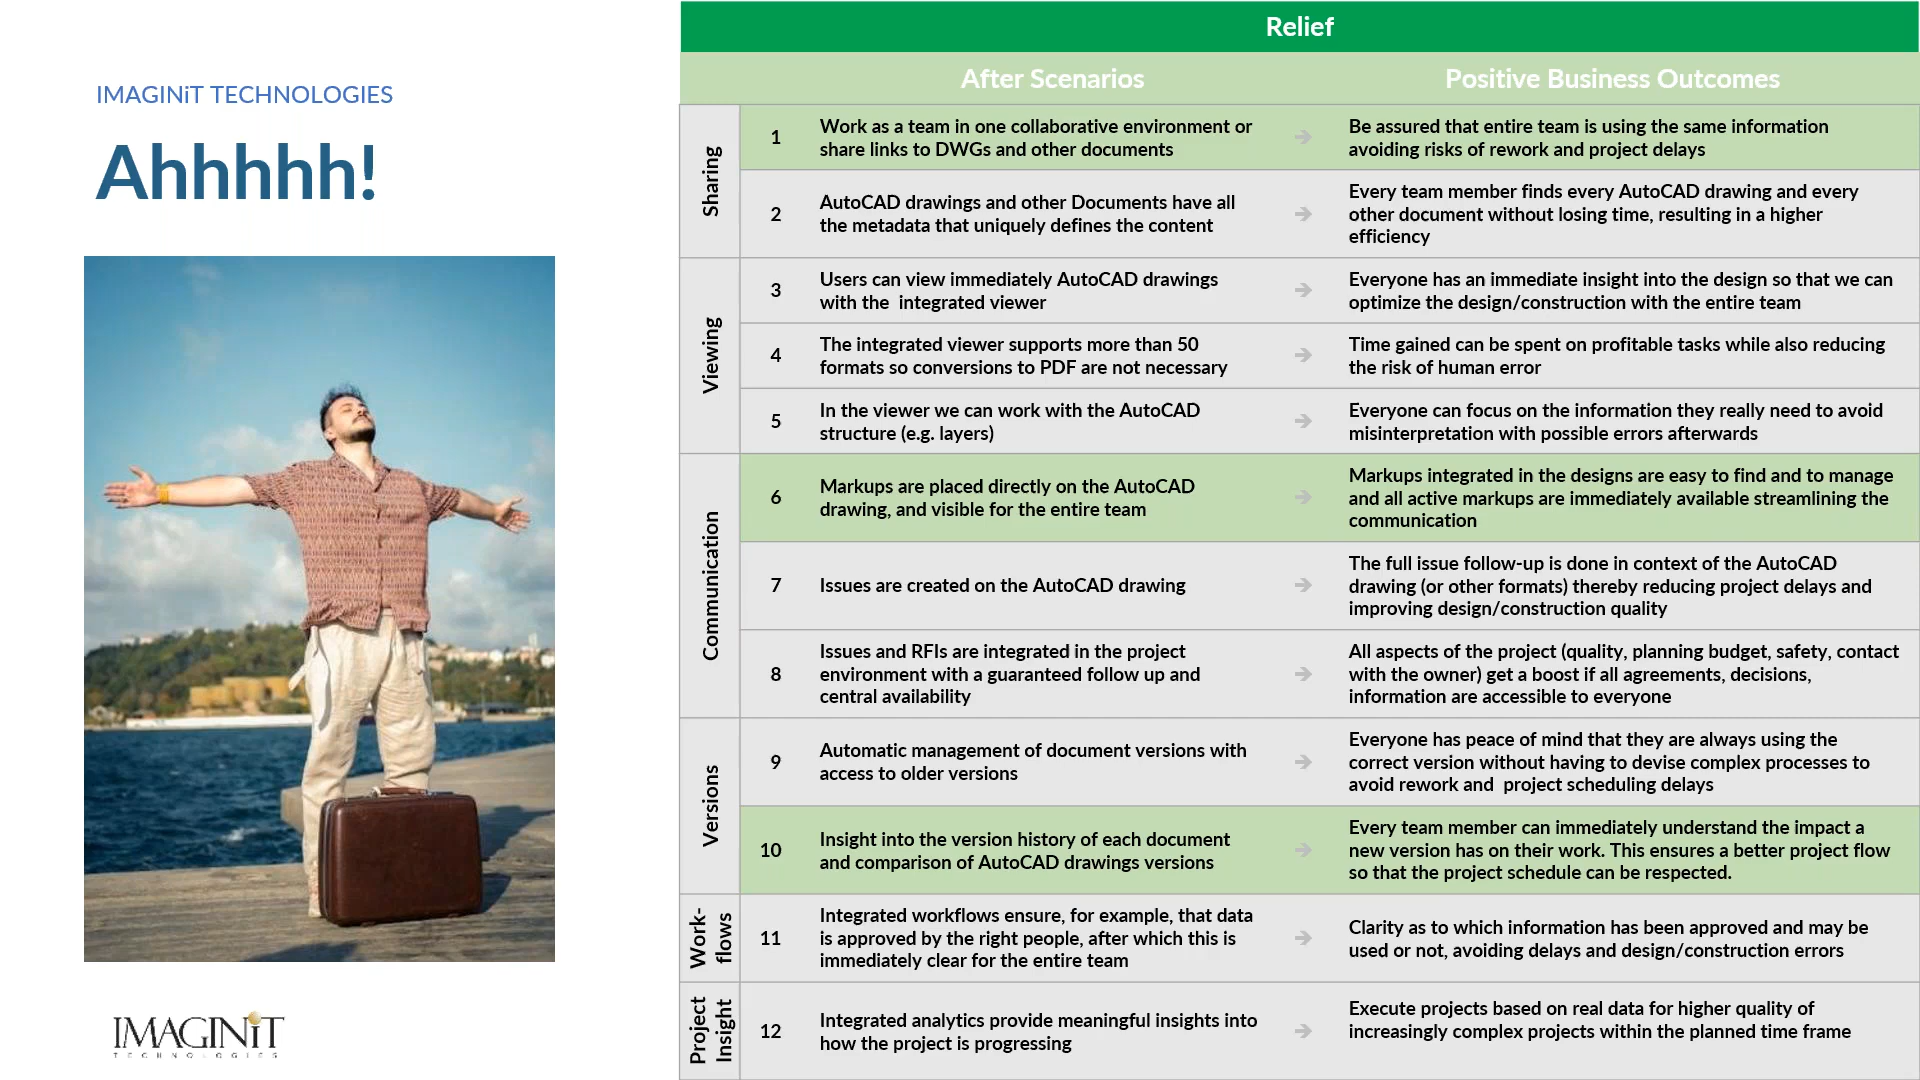 IMAGINiT TECHNOLOGIES
Ahhhhh!
IMAGINiT
TECHNOLOGIES
Relief
After Scenarios
Positive Business Outcomes
Sharing
1
Work as a team in one collaborative environment or
share links to DWGs and other documents
Be assured that entire team is using the same information
avoiding risks of rework and project delays
2
AutoCAD drawings and other Documents have all
the metadata that uniquely defines the content
Every team member finds every AutoCAD drawing and every
other document without losing time, resulting in a higher
efficiency
Viewing
3
Users can view immediately AutoCAD drawings
with the  integrated viewer
Everyone has an immediate insight into the design so that we can
optimize the design/construction with the entire team
4
The integrated viewer supports more than 50
formats so conversions to PDF are not necessary
Time gained can be spent on profitable tasks while also reducing
the risk of human error
5
In the viewer we can work with the AutoCAD
structure (e.g. layers)
Everyone can focus on the information they really need to avoid
misinterpretation with possible errors afterwards
Communication
6
Markups are placed directly on the AutoCAD
drawing, and visible for the entire team
Markups integrated in the designs are easy to find and to manage
and all active markups are immediately available streamlining the
communication
7
Issues are created on the AutoCAD drawing
The full issue follow-up is done in context of the AutoCAD
drawing (or other formats) thereby reducing project delays and
improving design/construction quality
8
Issues and RFIs are integrated in the project
environment with a guaranteed follow up and
central availability
All aspects of the project (quality, planning budget, safety, contact
with the owner) get a boost if all agreements, decisions,
information are accessible to everyone
Versions
9
Automatic management of document versions with
access to older versions
Everyone has peace of mind that they are always using the
correct version without having to devise complex processes to
avoid rework and  project scheduling delays
10
Insight into the version history of each document
and comparison of AutoCAD drawings versions
Every team member can immediately understand the impact a
new version has on their work. This ensures a better project flow
so that the project schedule can be respected.
Work-
flows
11
Integrated workflows ensure, for example, that data
is approved by the right people, after which this is
immediately clear for the entire team
Clarity as to which information has been approved and may be
used or not, avoiding delays and design/construction errors
Project
Insight
12
Integrated analytics provide meaningful insights into
how the project is progressing
Execute projects based on real data for higher quality of
increasingly complex projects within the planned time frame